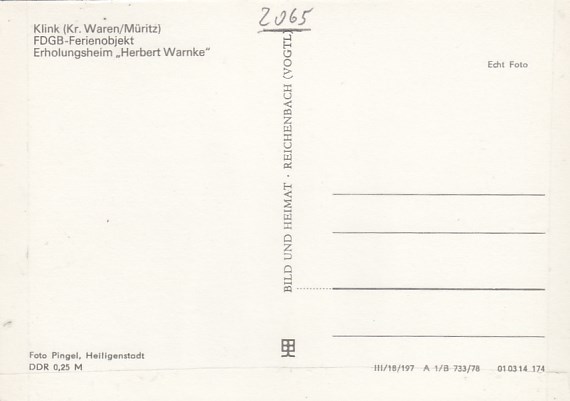 2065
Klink (Kr. Waren/Müritz)
FDGB-Ferienobjekt
Erholungsheim „Herbert Warnke"
Echt Foto
BILD UND HEIMAT · REICHENBACH (VOGTL)
Foto Pingel, Heiligenstadt
DDR 0,25 M
III/18/197 A 1/B 733/78 01 03 14 174